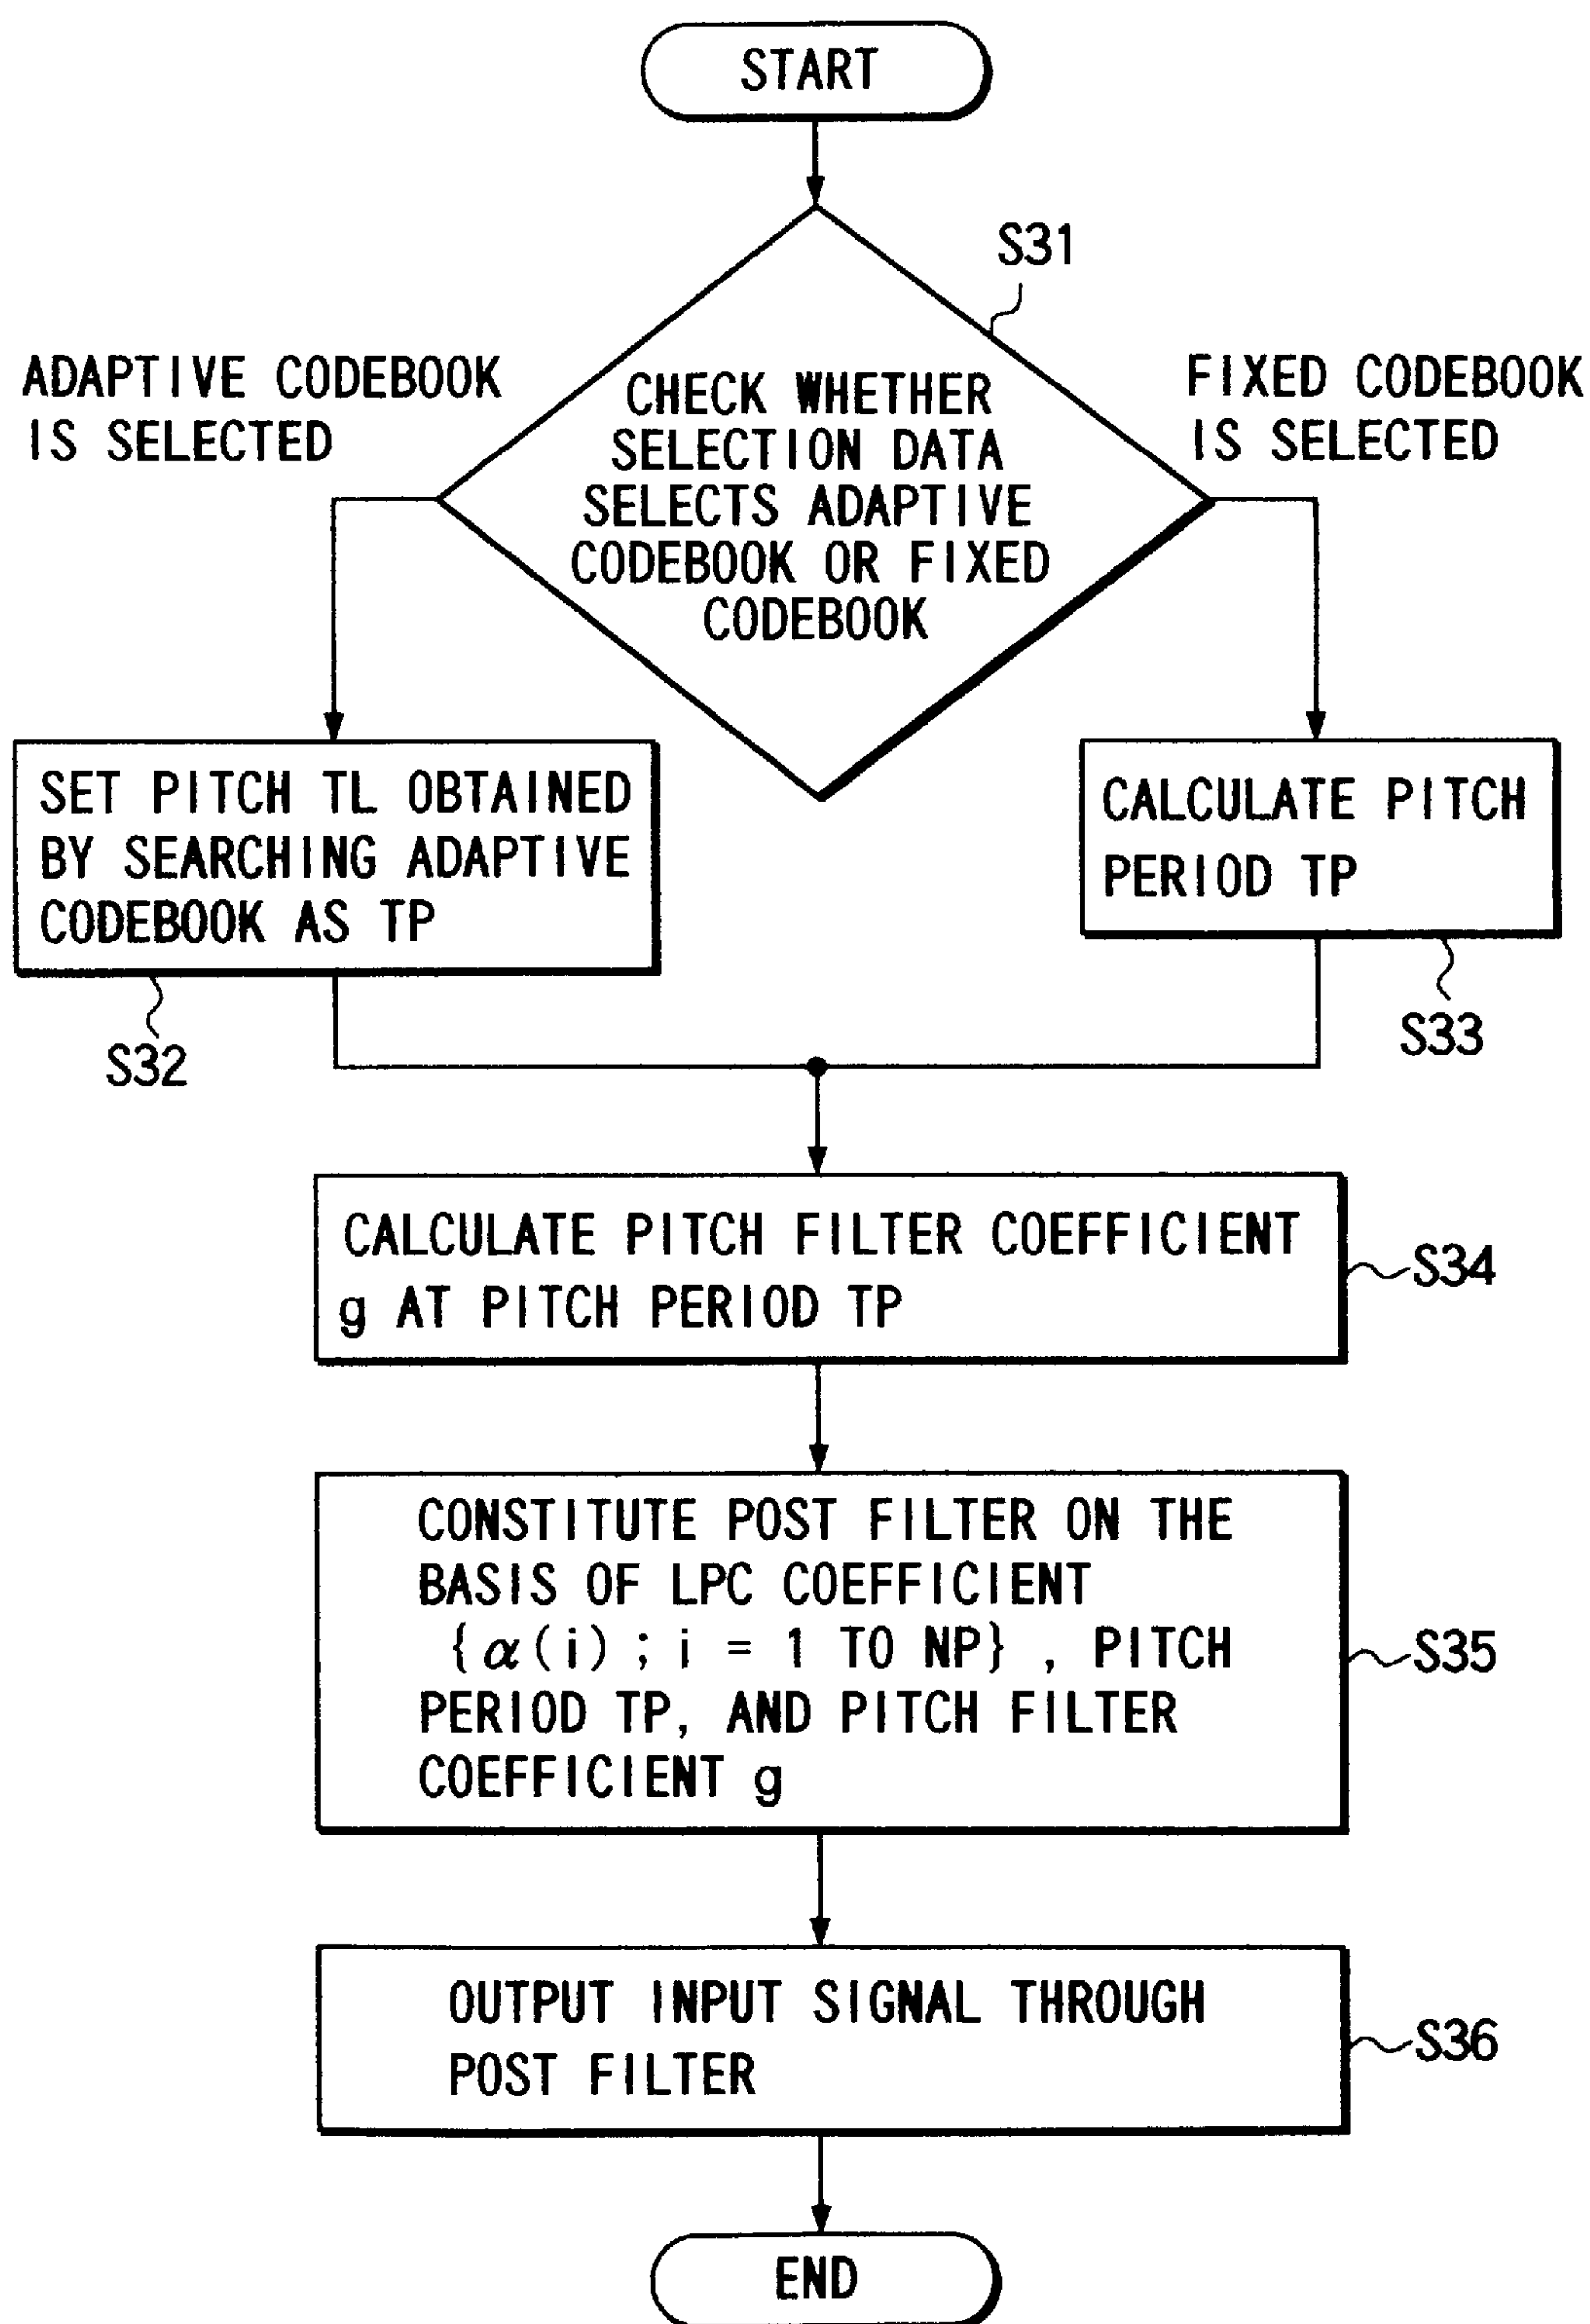 START
S31
ADAPTIVE CODEBOOK
IS SELECTED
FIXED CODEBOOK
IS SELECTED
CHECK WHETHER
SELECTION DATA
SELECTS ADAPTIVE
CODEBOOK OR FIXED
CODEBOOK
SET PITCH TL OBTAINED
BY SEARCHING ADAPTIVE
CODEBOOK AS TP
S32
CALCULATE PITCH
PERIOD TP
S33
CALCULATE PITCH FILTER COEFFICIENT
g AT PITCH PERIOD TP
S34
CONSTITUTE POST FILTER ON THE
BASIS OF LPC COEFFICIENT
{α(i) ; i = 1 TO NP} , PITCH
PERIOD TP, AND PITCH FILTER
COEFFICIENT g
S35
OUTPUT INPUT SIGNAL THROUGH
POST FILTER
S36
END